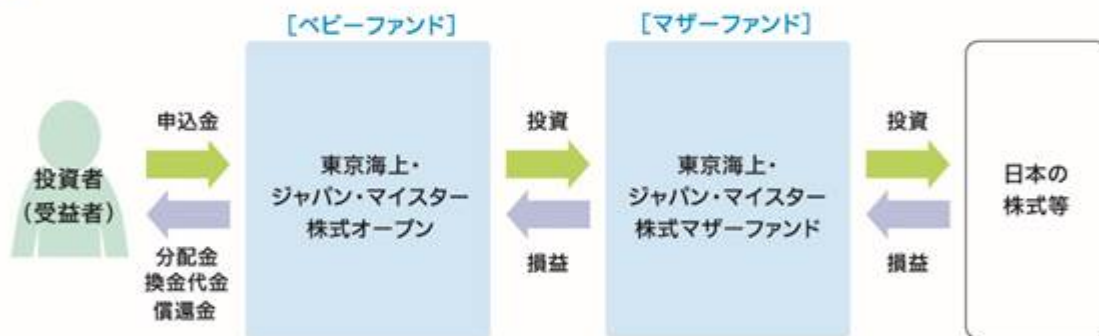 [ベビーファンド]
[マザーファンド]
投資者
(受益者)
申込金
分配金
換金代金
償還金
東京海上・
ジャパン・マイスター
株式オープン
投資
損益
東京海上・
ジャパン・マイスター
株式マザーファンド
投資
損益
日本の
株式等